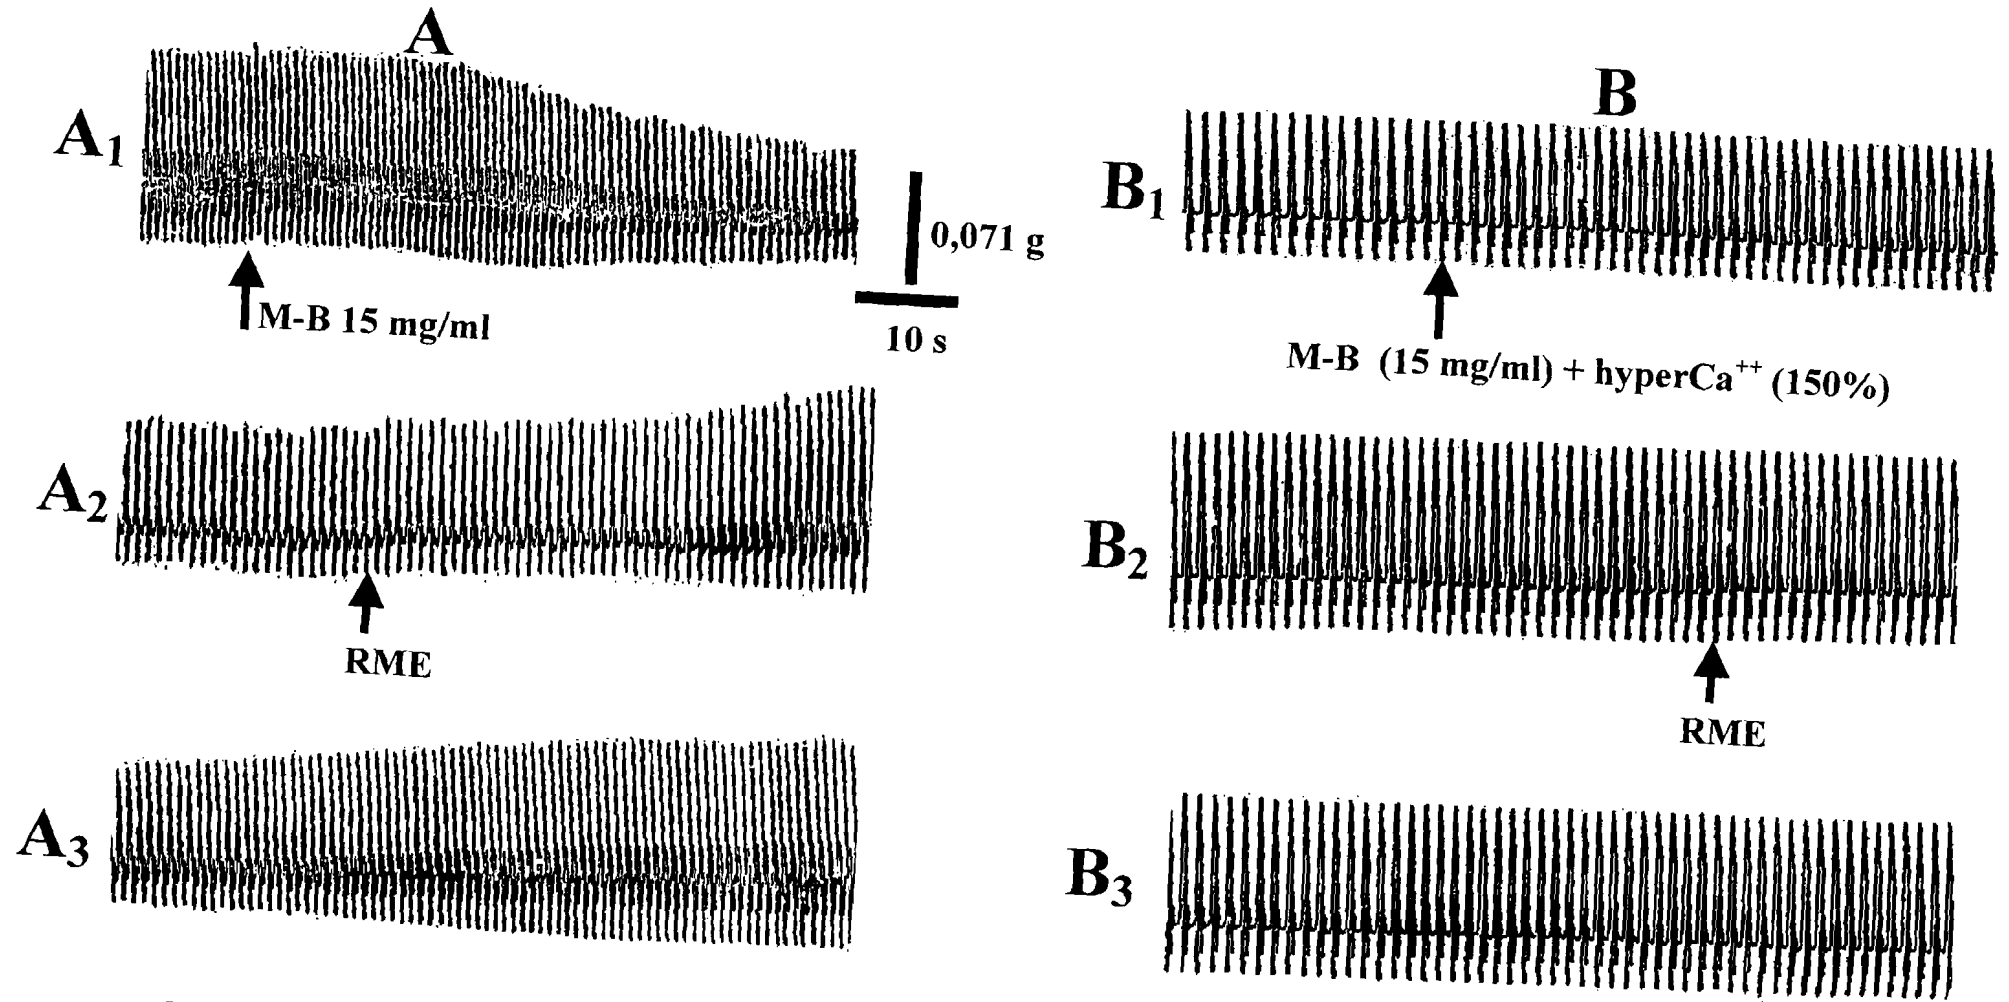 A
A1
0,071 g
10 s
M-B 15 mg/ml
A2
RME
A3
B
B1
M-B (15 mg/ml) + hyperCa++ (150%)
B2
RME
B3